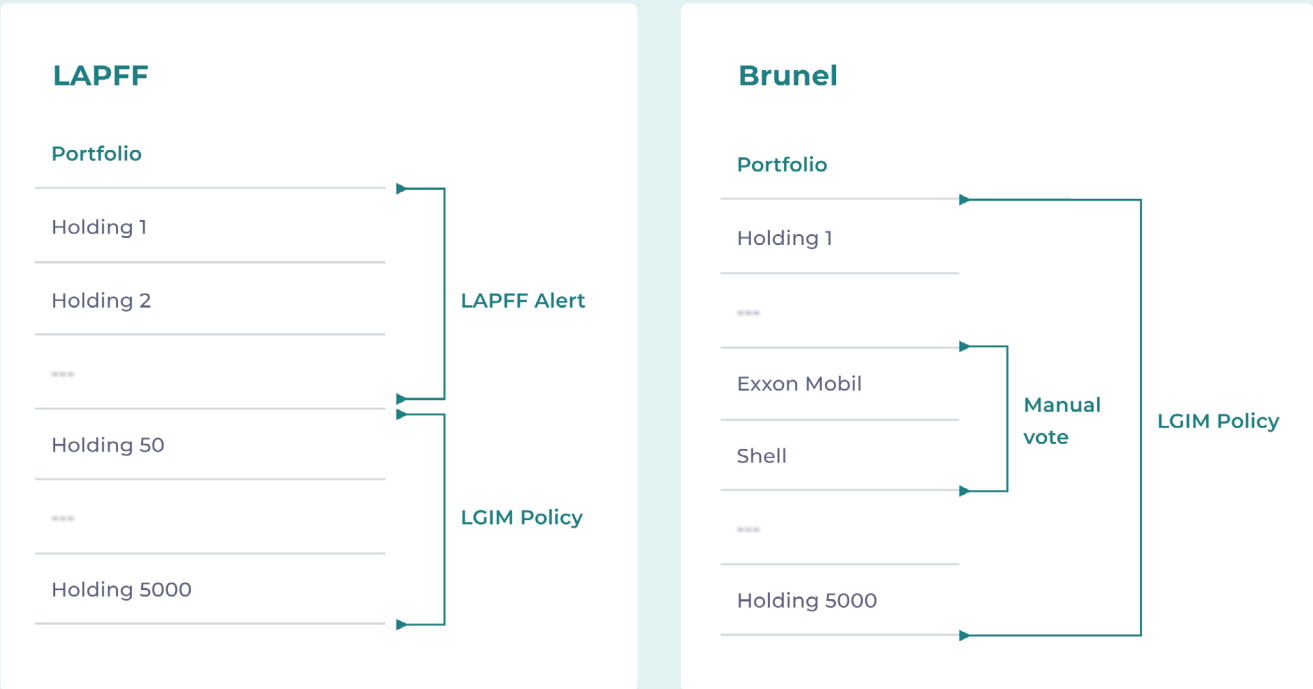 LAPFF
Portfolio
Holding 1
Holding 2
---
Holding 50
---
Holding 5000
LAPFF Alert
LGIM Policy
Brunel
Portfolio
Holding 1
---
Exxon Mobil
Shell
---
Holding 5000
Manual
vote
LGIM Policy